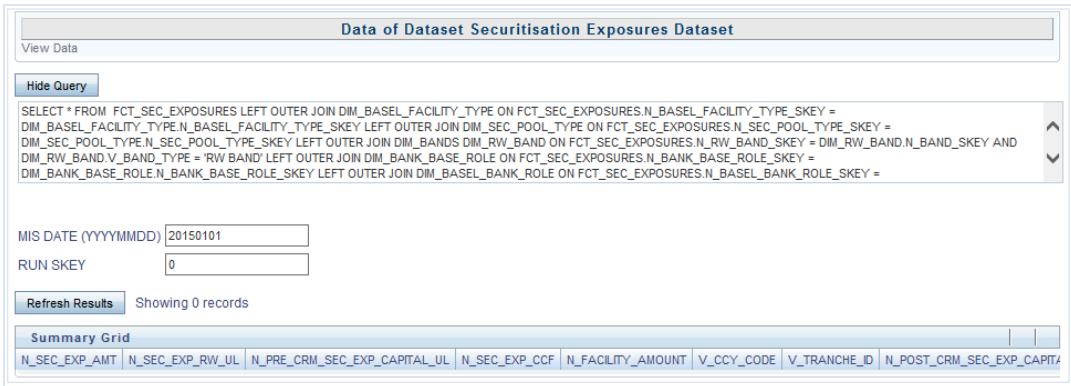 Data of Dataset Securitisation Exposures Dataset
View Data
Hide Query
SELECT * FROM FCT_SEC_EXPOSURES LEFT OUTER JOIN DIM_BASEL_FACILITY_TYPE ON FCT_SEC_EXPOSURES.N_BASEL_FACILITY_TYPE_SKEY =
DIM_BASEL_FACILITY_TYPE.N_BASEL_FACILITY_TYPE_SKEY LEFT OUTER JOIN DIM_SEC_POOL_TYPE ON FCT_SEC_EXPOSURES.N_SEC_POOL_TYPE_SKEY =
DIM_SEC_POOL_TYPE.N_SEC_POOL_TYPE_SKEY LEFT OUTER JOIN DIM_BANDS DIM_RW_BAND ON FCT_SEC_EXPOSURES.N_RW_BAND_SKEY = DIM_RW_BAND.N_BAND_SKEY AND
DIM_RW_BAND.V_BAND_TYPE = 'RW BAND' LEFT OUTER JOIN DIM_BANK_BASE_ROLE ON FCT_SEC_EXPOSURES.N_BANK_BASE_ROLE_SKEY =
DIM_BANK_BASE_ROLE.N_BANK_BASE_ROLE_SKEY LEFT OUTER JOIN DIM_BASEL_BANK_ROLE ON FCT_SEC_EXPOSURES.N_BASEL_BANK_ROLE_SKEY =
MIS DATE (YYYYMMDD) 20150101
RUN SKEY 0
Refresh Results Showing 0 records
Summary Grid
N_SEC_EXP_AMT N_SEC_EXP_RW_UL N_PRE_CRM_SEC_EXP_CAPITAL_UL N_SEC_EXP_CCF N_FACILITY_AMOUNT V_CCY_CODE V_TRANCHE_ID N_POST_CRM_SEC_EXP_CAPITA